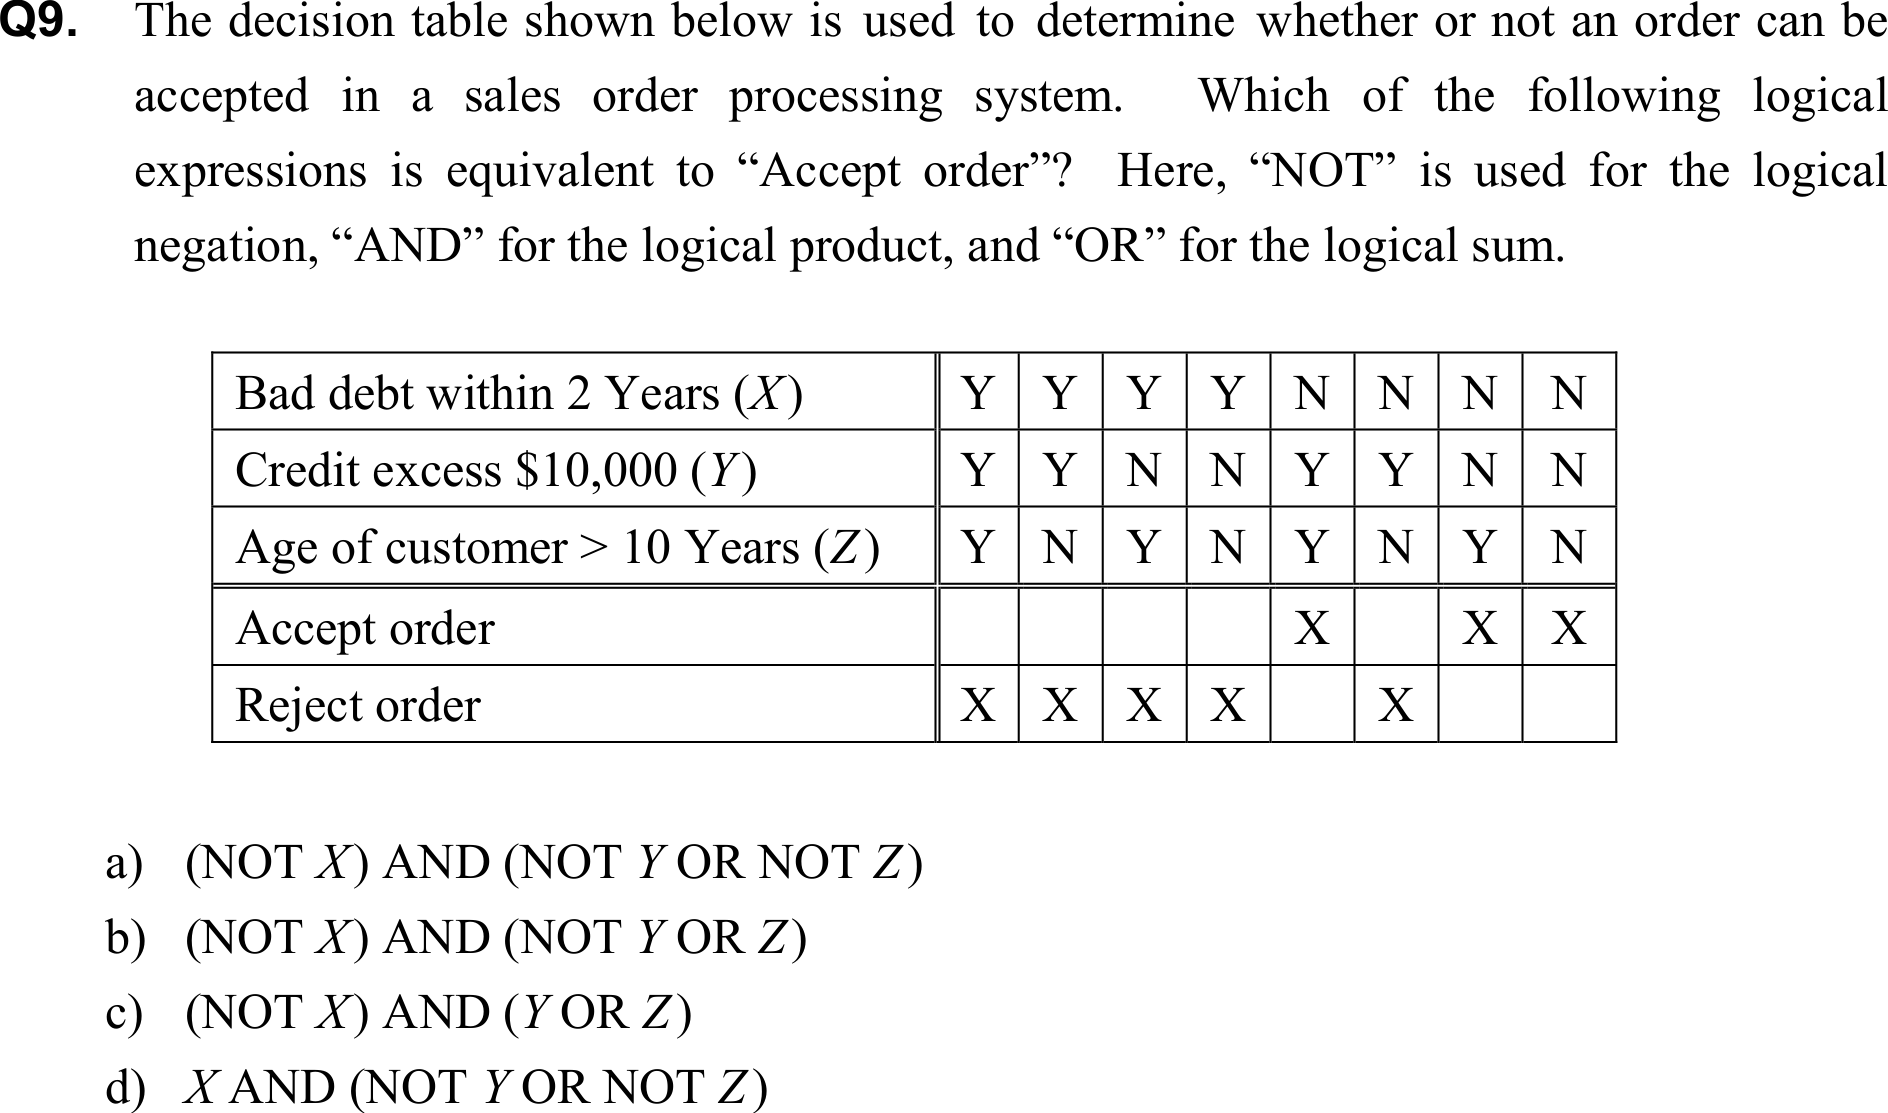 Q9. The decision table shown below is used to determine whether or not an order can be
accepted in a sales order processing system. Which of the following logical
expressions is equivalent to “Accept order”? Here, “NOT” is used for the logical
negation, “AND” for the logical product, and “OR” for the logical sum.
Bad debt within 2 Years (X) Y Y Y Y N N N N
Credit excess $10,000 (Y) Y Y N N Y Y N N
Age of customer > 10 Years (Z) Y N Y N Y N Y N
Accept order X X X
Reject order X X X X X
a) (NOT X) AND (NOT Y OR NOT Z)
b) (NOT X) AND (NOT Y OR Z)
c) (NOT X) AND (Y OR Z)
d) X AND (NOT Y OR NOT Z)